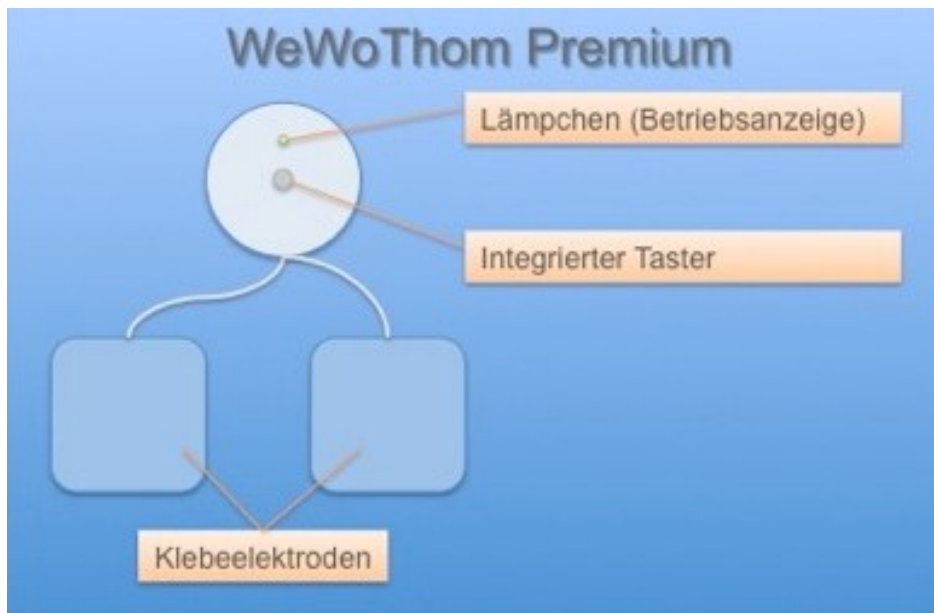 WeWoThom Premium
Lämpchen (Betriebsanzeige)
Integrierter Taster
Klebeelektroden